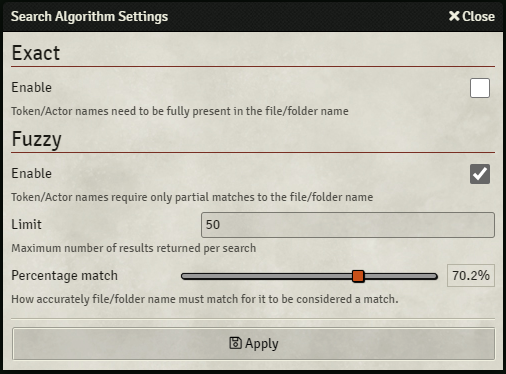 Search Algorithm Settings
Close
Exact
Enable
Token/Actor names need to be fully present in the file/folder name
Fuzzy
Enable
Token/Actor names require only partial matches to the file/folder name
Limit
50
Maximum number of results returned per search
Percentage match
70.2%
How accurately file/folder name must match for it to be considered a match.
Apply